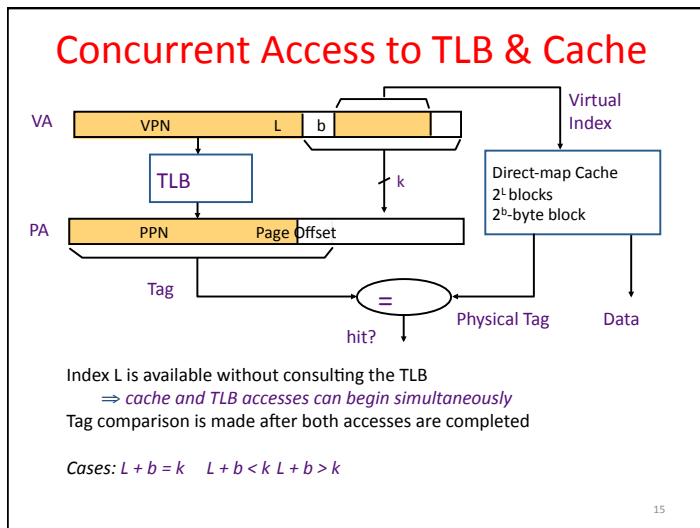 Concurrent Access to TLB & Cache
VA
VPN
L
b
Virtual
Index
TLB
k
Direct-map Cache
2^L blocks
2^b-byte block
PA
PPN
Page Offset
Tag
=
hit?
Physical Tag
Data
Index L is available without consulting the TLB
⇒ cache and TLB accesses can begin simultaneously
Tag comparison is made after both accesses are completed
Cases: L + b = k L + b < k L + b > k
15